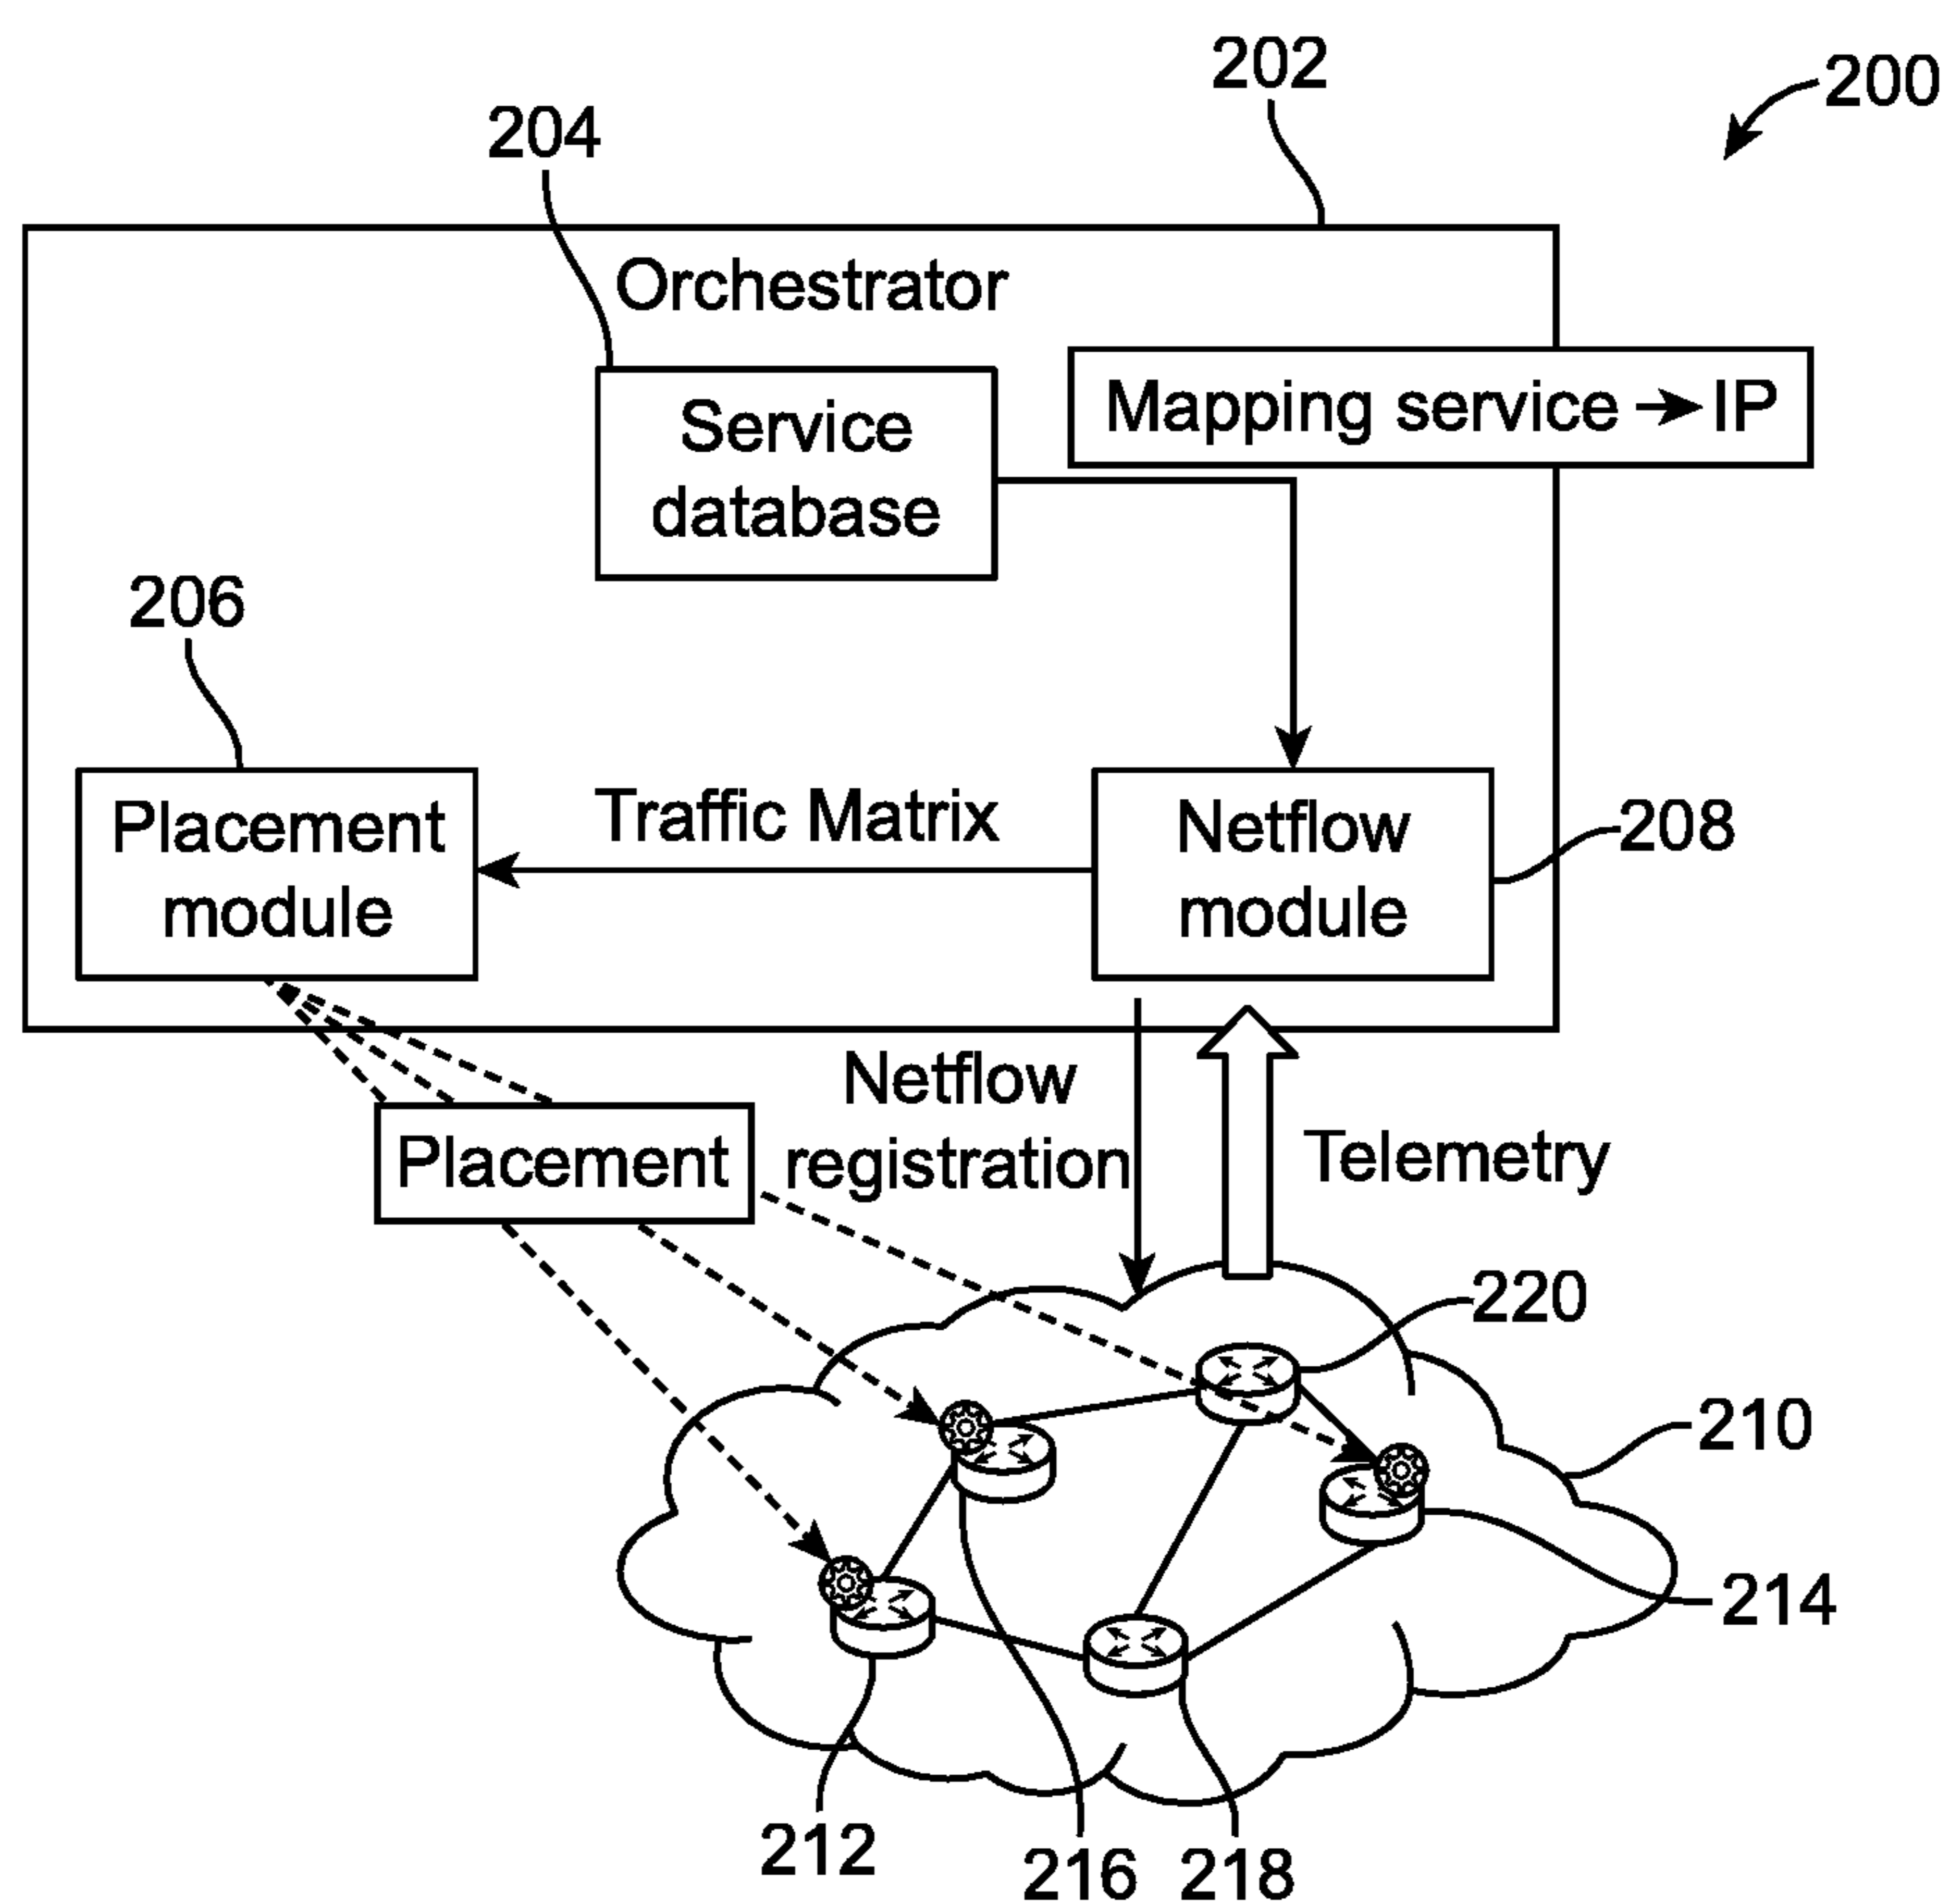 202
200
204
Orchestrator
Mapping service → IP
Service
database
206
Placement
module
Traffic Matrix
Netflow
module
208
Netflow
registration
Placement
Telemetry
220
210
214
212
216
218